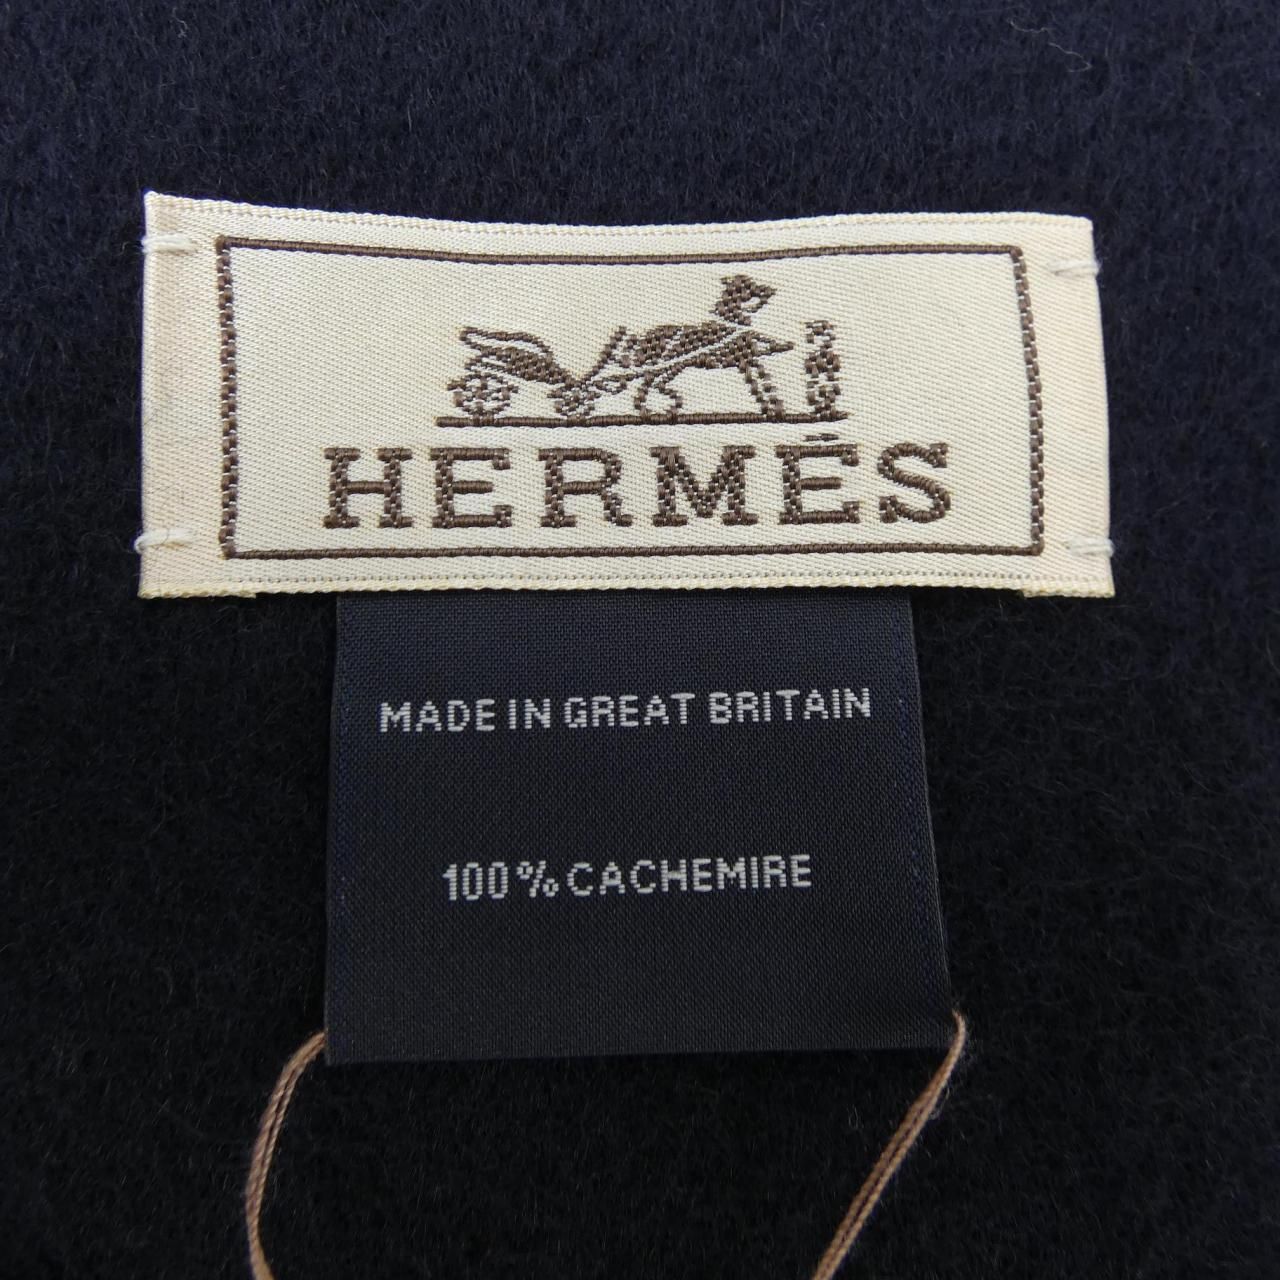 HERMÈS
MADE IN GREAT BRITAIN
100% CACHEMIRE